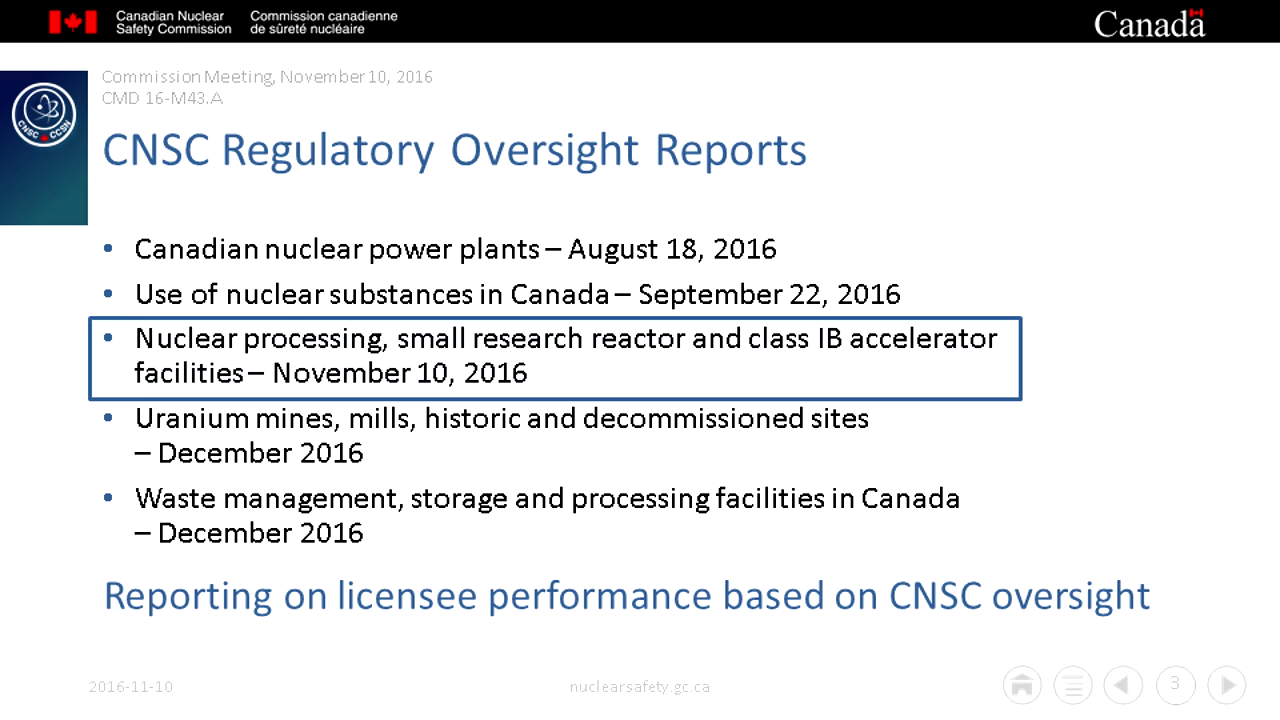 Canadian Nuclear
Safety Commission
Commission canadienne
de sûreté nucléaire
Canada
Commission Meeting, November 10, 2016
CMD 16-M43.A
CNSC CCSN
CNSC Regulatory Oversight Reports
• Canadian nuclear power plants – August 18, 2016
• Use of nuclear substances in Canada – September 22, 2016
• Nuclear processing, small research reactor and class IB accelerator
facilities – November 10, 2016
• Uranium mines, mills, historic and decommissioned sites
– December 2016
• Waste management, storage and processing facilities in Canada
– December 2016
Reporting on licensee performance based on CNSC oversight
2016-11-10
nuclearsafety.gc.ca
3